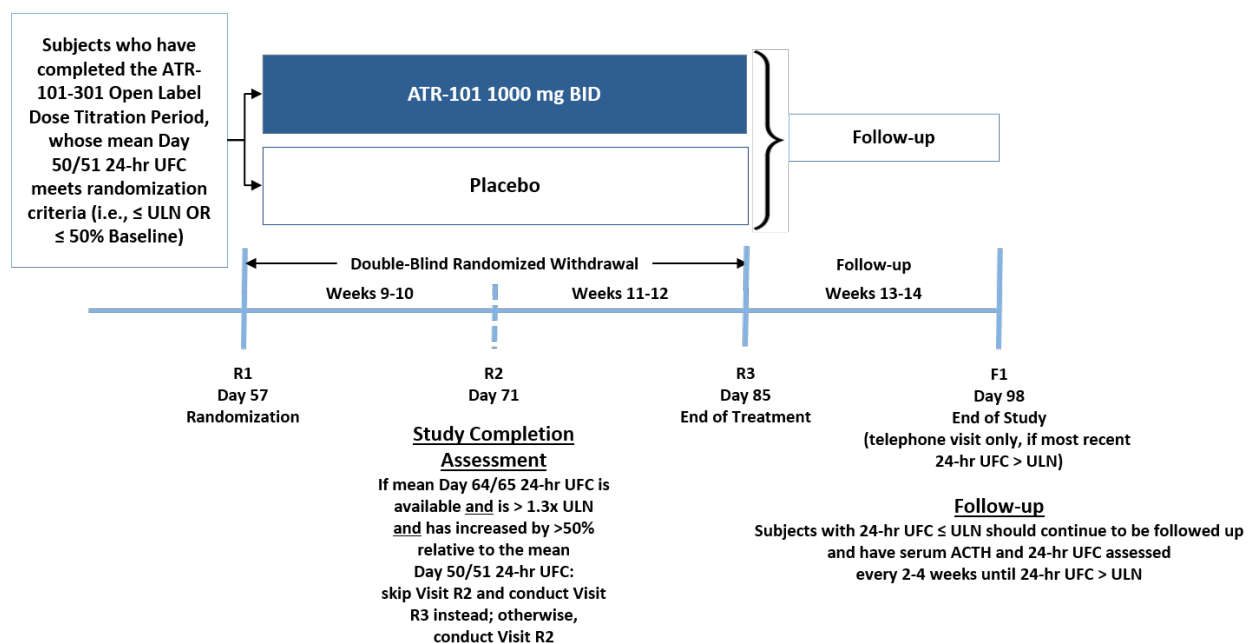 Subjects who have
completed the ATR-
101-301 Open Label
Dose Titration Period,
whose mean Day
50/51 24-hr UFC
meets randomization
criteria (i.e., ≤ ULN OR
≤ 50% Baseline)
ATR-101 1000 mg BID
Placebo
Follow-up
Double-Blind Randomized Withdrawal
Follow-up
Weeks 9-10
Weeks 11-12
Weeks 13-14
R1
Day 57
Randomization
R2
Day 71
Study Completion
Assessment
If mean Day 64/65 24-hr UFC is
available and is > 1.3x ULN
and has increased by >50%
relative to the mean
Day 50/51 24-hr UFC:
skip Visit R2 and conduct Visit
R3 instead; otherwise,
conduct Visit R2
R3
Day 85
End of Treatment
F1
Day 98
End of Study
(telephone visit only, if most recent
24-hr UFC > ULN)
Follow-up
Subjects with 24-hr UFC ≤ ULN should continue to be followed up
and have serum ACTH and 24-hr UFC assessed
every 2-4 weeks until 24-hr UFC > ULN